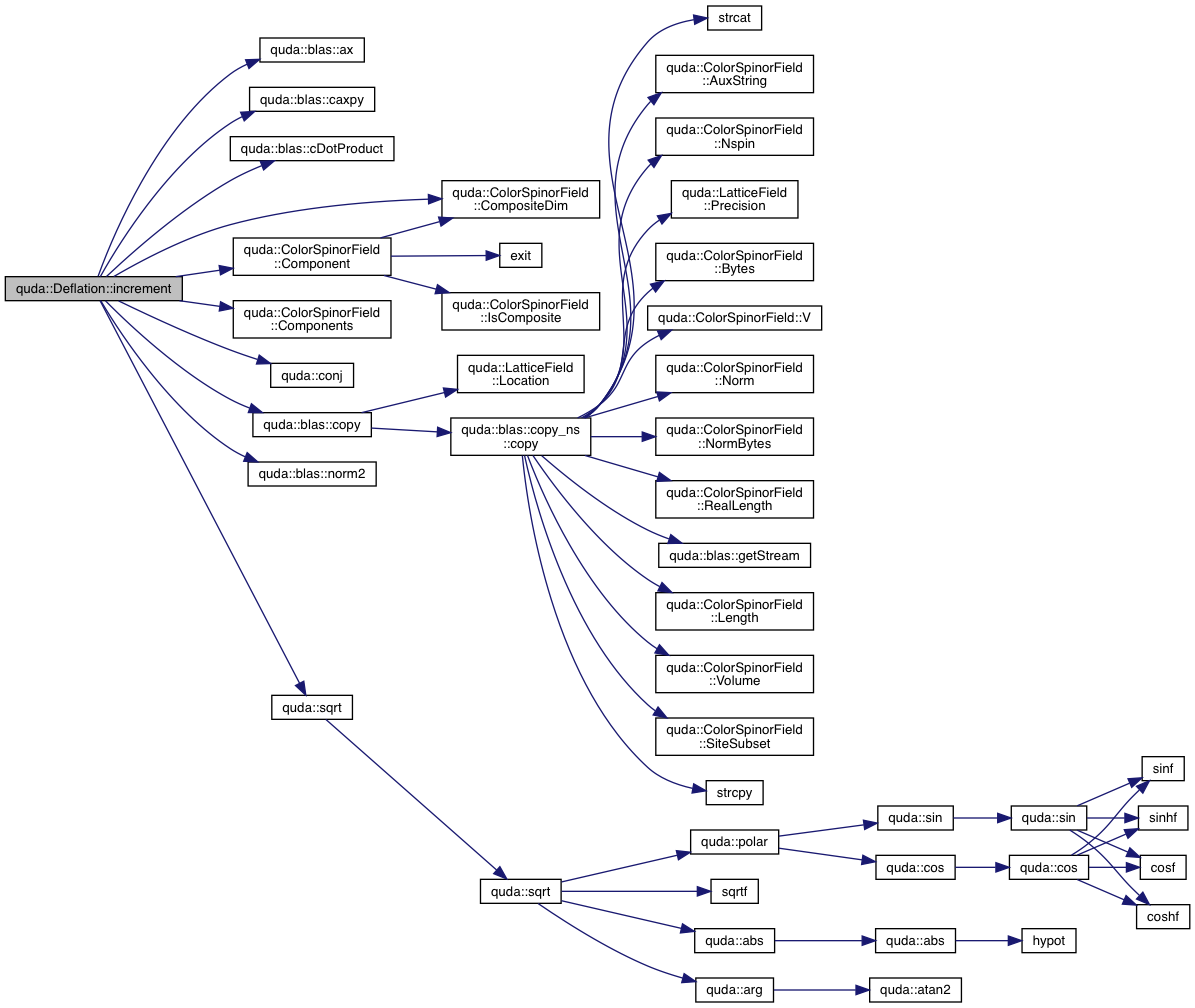 quda::Deflation::increment
quda::blas::ax
quda::blas::caxpy
quda::blas::cDotProduct
quda::ColorSpinorField
::CompositeDim
quda::ColorSpinorField
::Component
exit
quda::ColorSpinorField
::IsComposite
quda::ColorSpinorField
::Components
quda::conj
quda::blas::copy
quda::LatticeField
::Location
quda::blas::copy_ns
::copy
quda::blas::norm2
strcat
quda::ColorSpinorField
::AuxString
quda::ColorSpinorField
::Nspin
quda::LatticeField
::Precision
quda::ColorSpinorField
::Bytes
quda::ColorSpinorField::V
quda::ColorSpinorField
::Norm
quda::ColorSpinorField
::NormBytes
quda::ColorSpinorField
::RealLength
quda::blas::getStream
quda::ColorSpinorField
::Length
quda::ColorSpinorField
::Volume
quda::ColorSpinorField
::SiteSubset
strcpy
quda::sqrt
quda::sqrt
quda::polar
sqrtf
quda::abs
quda::arg
quda::sin
quda::cos
quda::abs
quda::atan2
quda::sin
quda::cos
hypot
sinf
sinhf
cosf
coshf